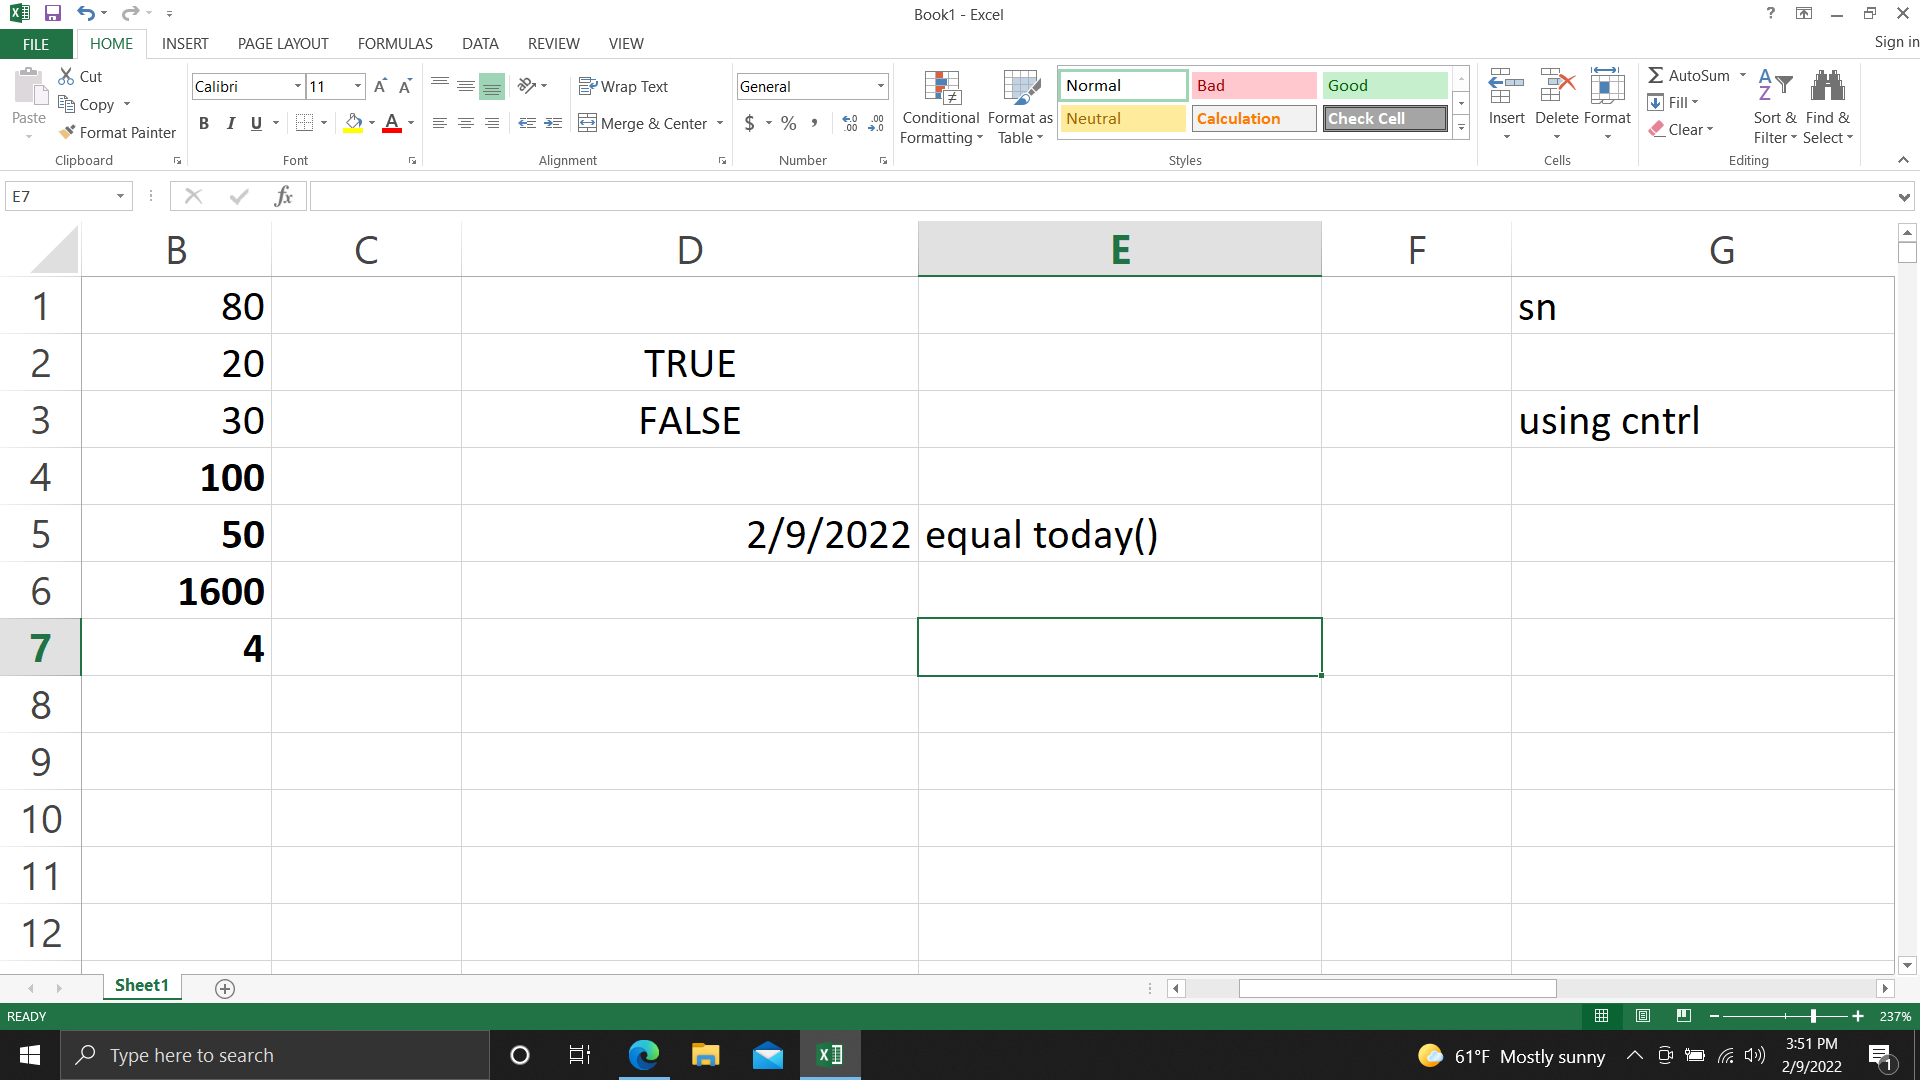 Book1 - Excel
?
Sign in
FILE HOME INSERT PAGE LAYOUT FORMULAS DATA REVIEW VIEW
Paste
Cut
Copy
Format Painter
Clipboard
Calibri 11
B I U
Font
Wrap Text
Merge & Center
Alignment
General
$ % ,
Number
Conditional Formatting
Format as Table
Normal Bad Good
Neutral Calculation Check Cell
Styles
Insert Delete Format
Cells
AutoSum
Fill
Clear
Sort & Filter
Find & Select
Editing
E7
fx
B C D E F G
1 80 sn
2 20 TRUE
3 30 FALSE using cntrl
4 100
5 50 2/9/2022 equal today()
6 1600
7 4
8
9
10
11
12
Sheet1
READY
237%
Type here to search
61°F Mostly sunny
3:51 PM
2/9/2022
1